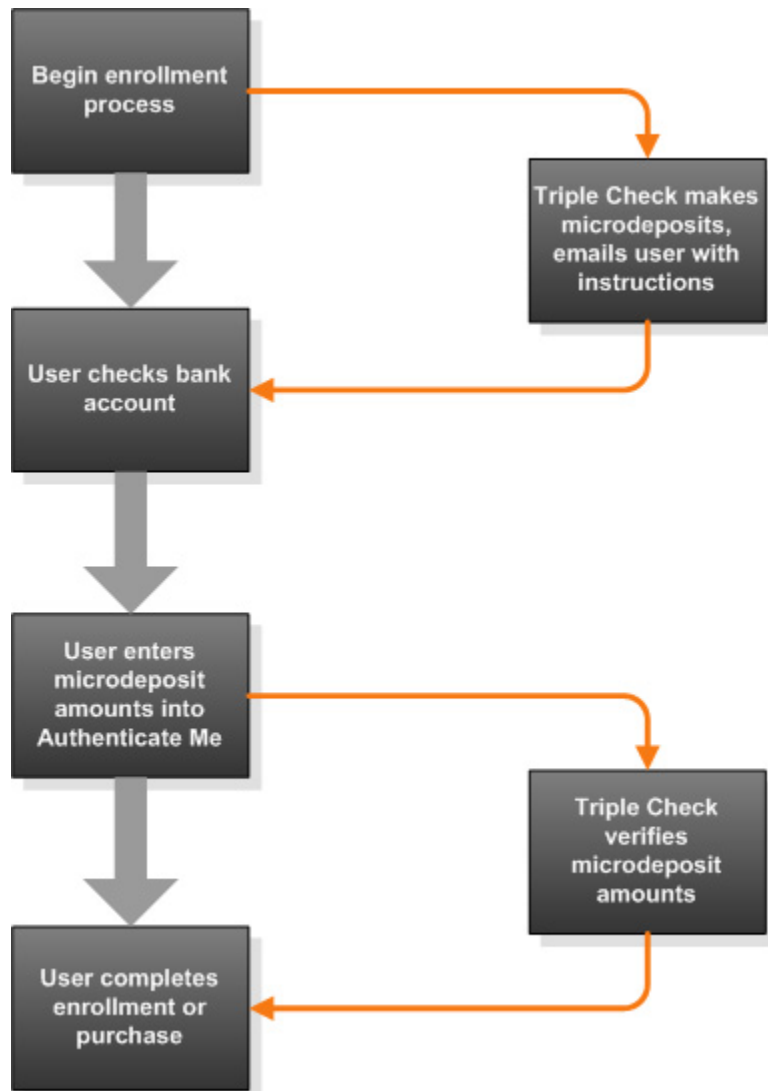 Begin enrollment
process
Triple Check makes
microdeposits,
emails user with
instructions
User checks bank
account
User enters
microdeposit
amounts into
Authenticate Me
Triple Check
verifies
microdeposit
amounts
User completes
enrollment or
purchase